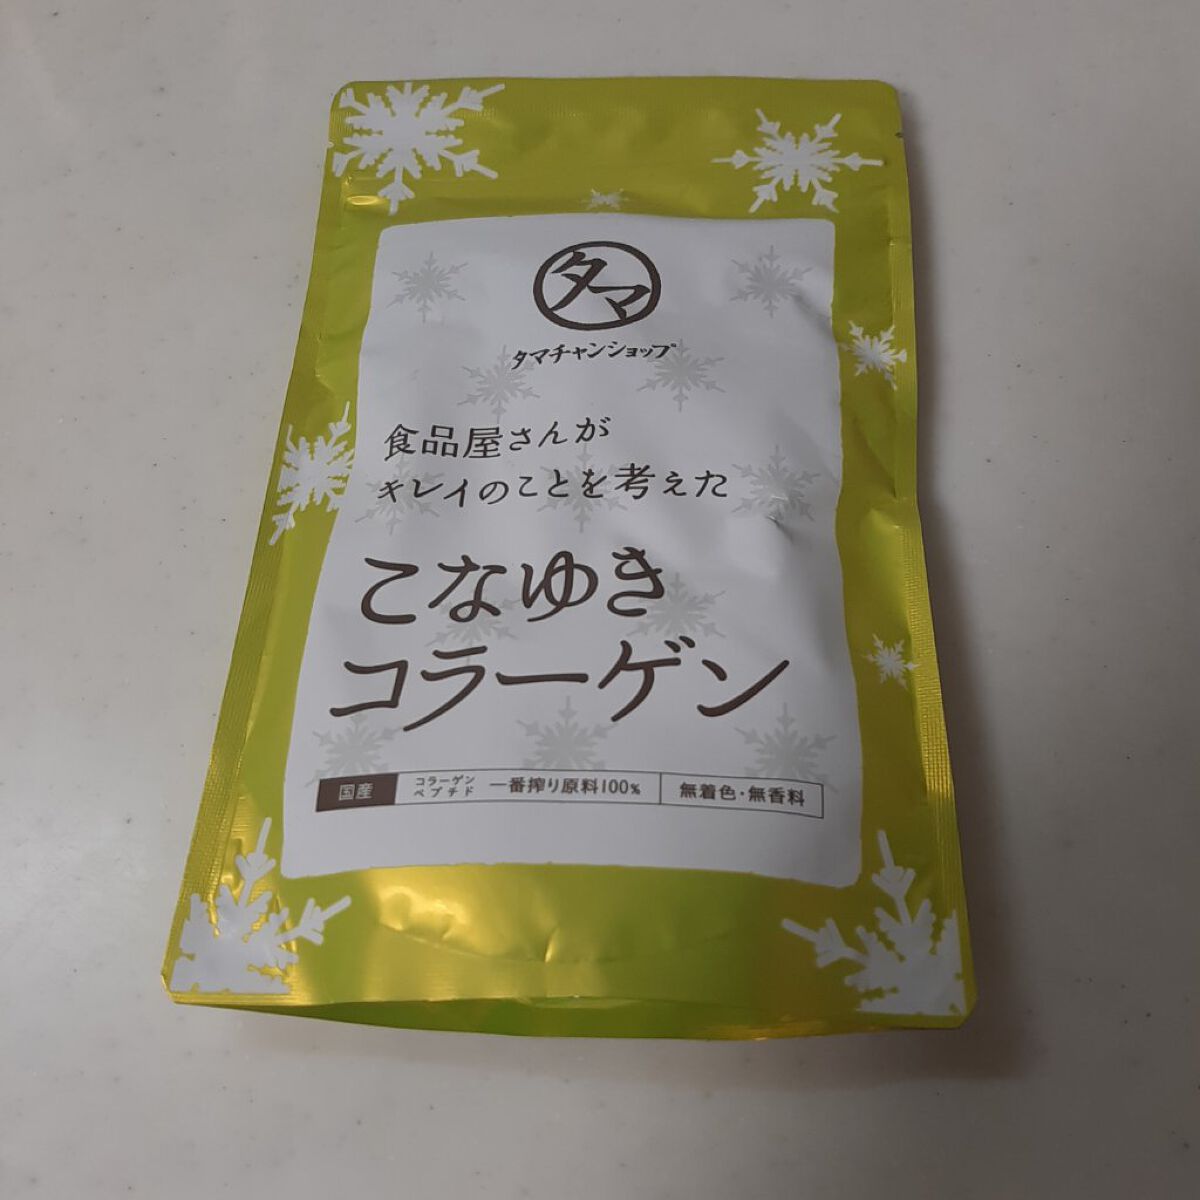 タマ
タマチャンショップ
食品屋さんが
キレイのことを考えた
こなゆき
コラーゲン
国産 コラーゲン
ペプチド 一番搾り原料100% 無着色・無香料